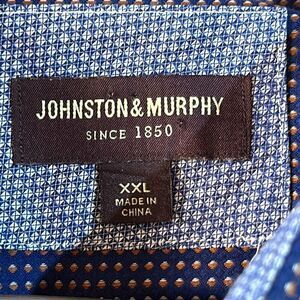 JOHNSTON&MURPHY
SINCE 1850
XXL
MADE IN
CHINA